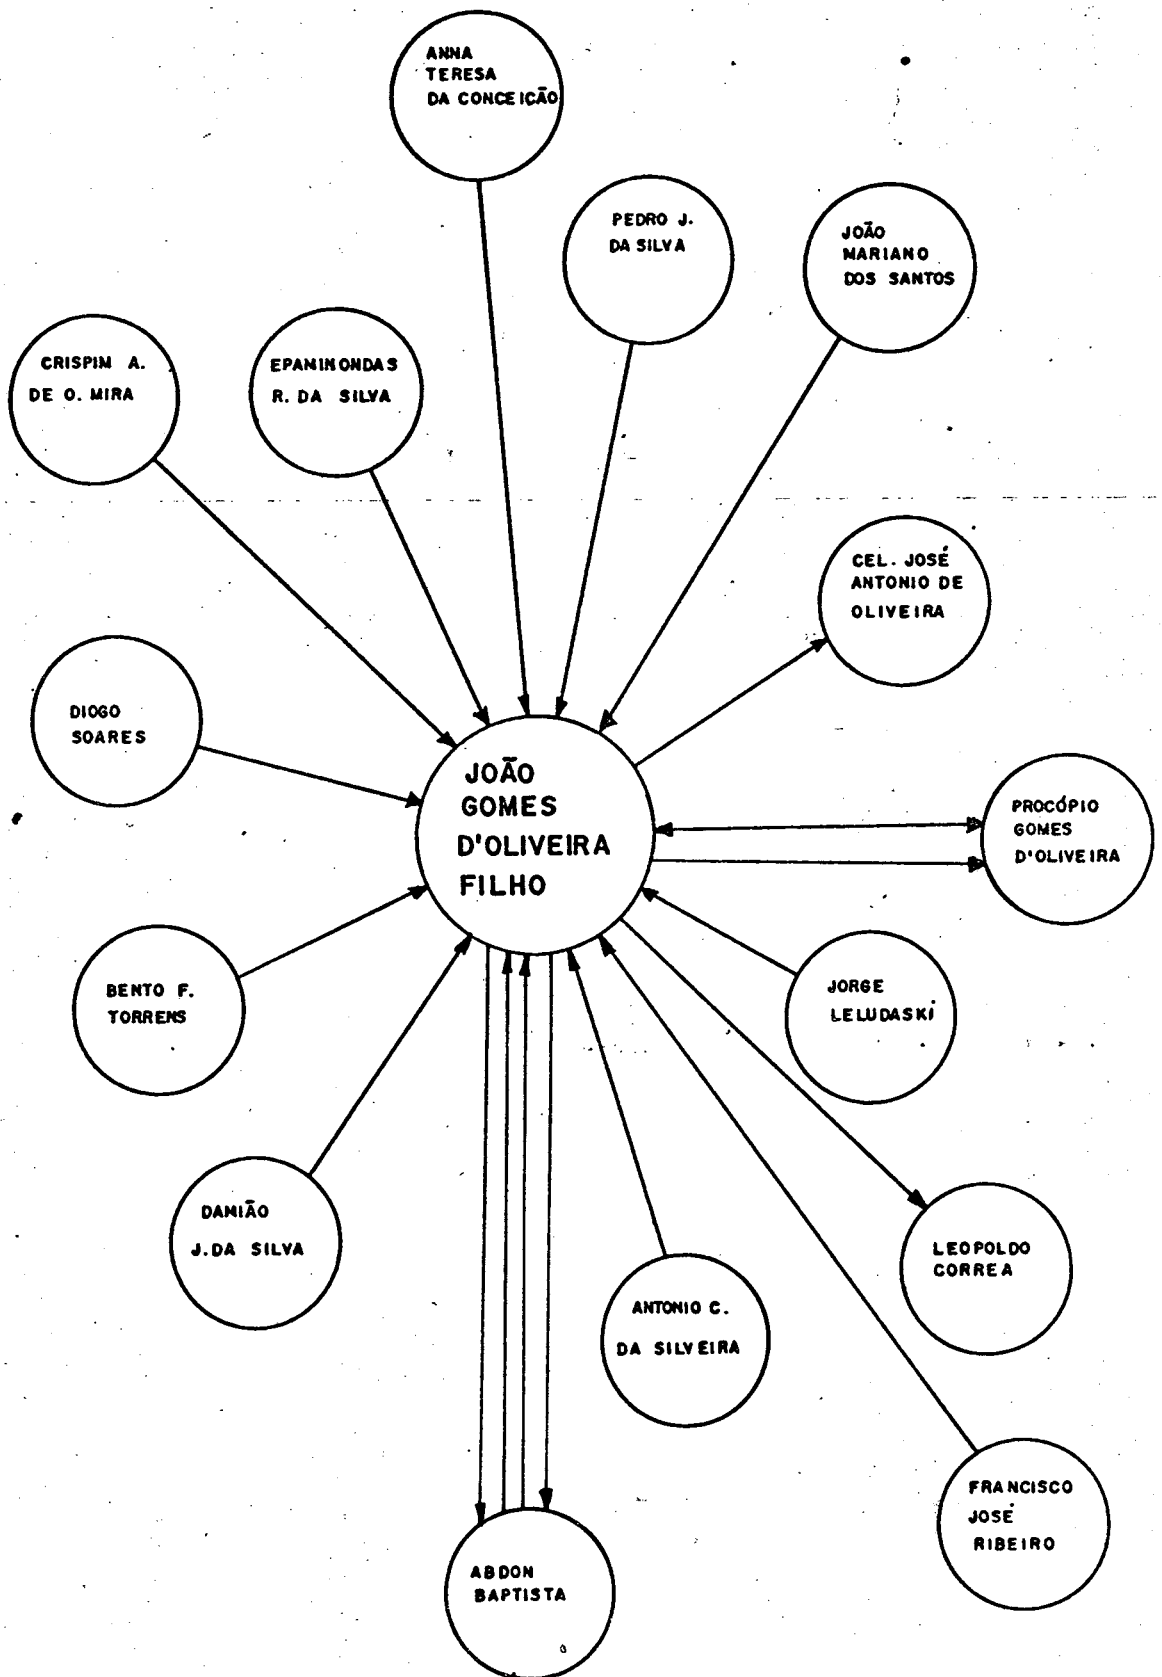 ANNA
TERESA
DA CONCEIÇÃO
PEDRO J.
DA SILVA
JOÃO
MARIANO
DOS SANTOS
CRISPIM A.
DE O. MIRA
EPAMINONDAS
R. DA SILVA
CEL. JOSÉ
ANTONIO DE
OLIVEIRA
DIOGO
SOARES
JOÃO
GOMES
D'OLIVEIRA
FILHO
PROCÓPIO
GOMES
D'OLIVEIRA
BENTO F.
TORRENS
JORGE
LELUDASKI
DAMIÃO
J. DA SILVA
LEOPOLDO
CORREA
ANTONIO C.
DA SILVEIRA
FRANCISCO
JOSÉ
RIBEIRO
ABDON
BAPTISTA